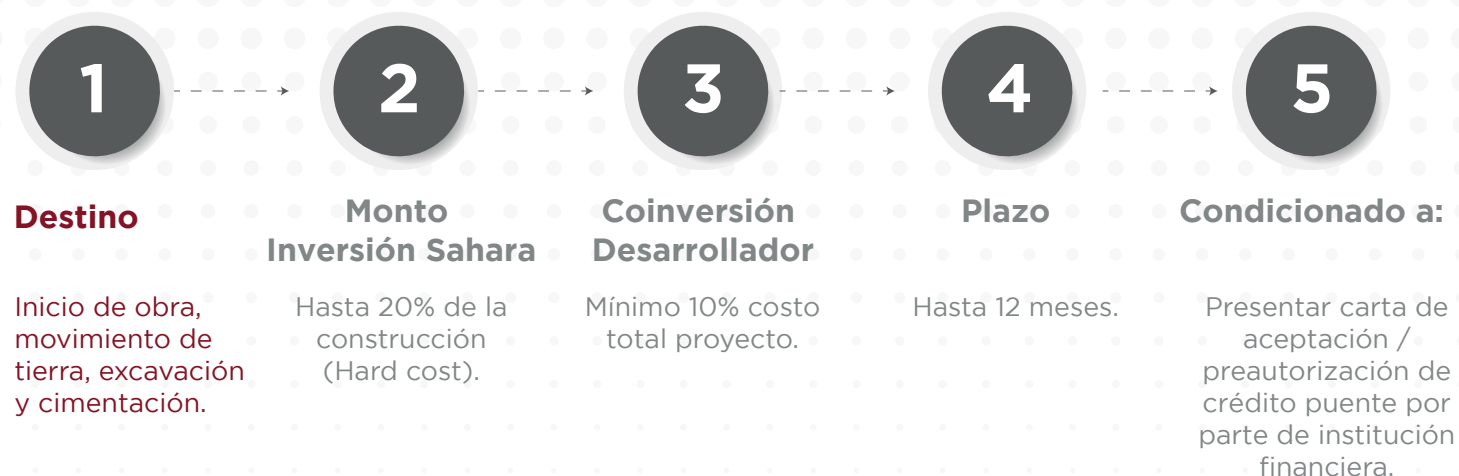 1
2
3
4
5
Destino
Inicio de obra,
movimiento de
tierra, excavación
y cimentación.
Monto
Inversión Sahara
Hasta 20% de la
construcción
(Hard cost).
Coinversión
Desarrollador
Mínimo 10% costo
total proyecto.
Plazo
Hasta 12 meses.
Condicionado a:
Presentar carta de
aceptación /
preautorización de
crédito puente por
parte de institución
financiera.